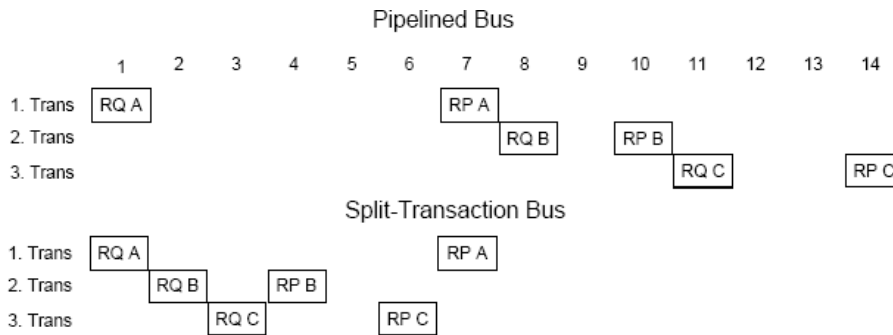 Pipelined Bus
1 2 3 4 5 6 7 8 9 10 11 12 13 14
1. Trans RQ A RP A
2. Trans RQ B RP B
3. Trans RQ C RP C
Split-Transaction Bus
1. Trans RQ A RP A
2. Trans RQ B RP B
3. Trans RQ C RP C